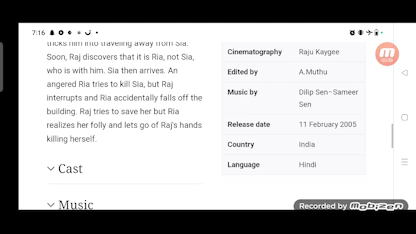 7:16
tricks him into traveling away from Sia.
Soon, Raj discovers that it is Ria, not Sia,
who is with him. Sia then arrives. An
angered Ria tries to kill Sia, but Raj
interrupts and Ria accidentally falls off the
building. Raj tries to save her but Ria
realizes her folly and lets go of Raj's hands
killing herself.
Cast
Music
Cinematography Raju Kaygee
Edited by A.Muthu
Music by Dilip Sen–Sameer
Sen
Release date 11 February 2005
Country India
Language Hindi
Recorded by Mobizen